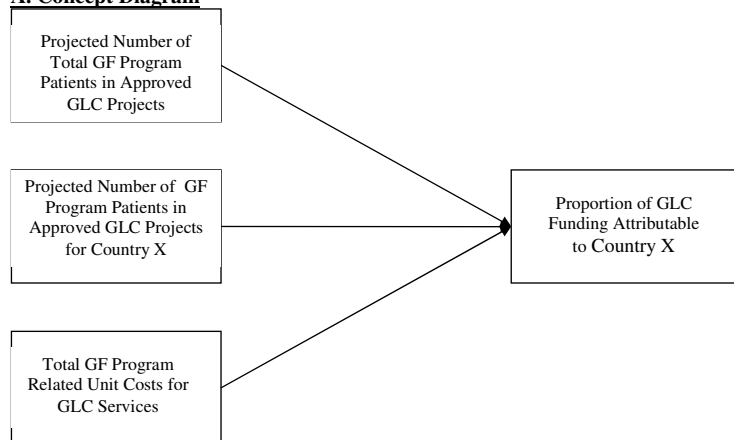 A. Concept Diagram
Projected Number of
Total GF Program
Patients in Approved
GLC Projects
Projected Number of GF
Program Patients in
Approved GLC Projects
for Country X
Proportion of GLC
Funding Attributable
to Country X
Total GF Program
Related Unit Costs for
GLC Services